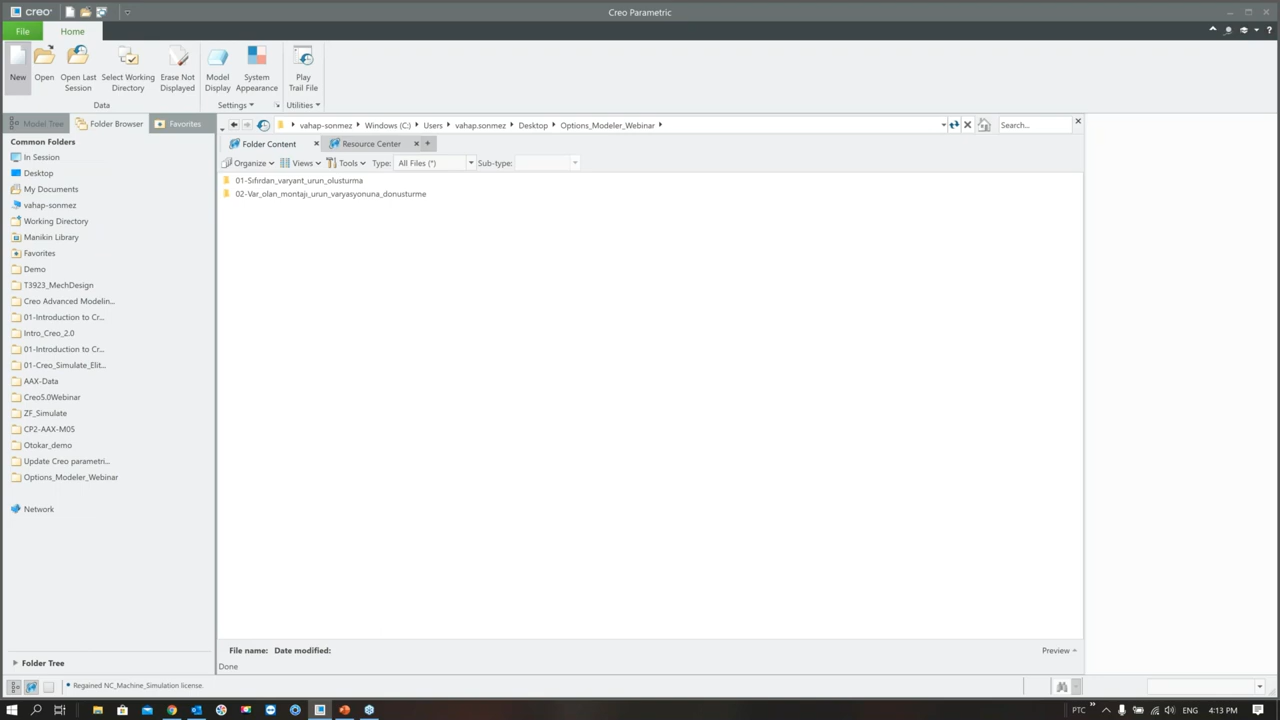 creo®
Creo Parametric
File
Home
New
Open
Open Last
Session
Select Working
Directory
Erase Not
Displayed
Model
Display
System
Appearance
Play
Trail File
Data
Settings
Utilities
Model Tree
Folder Browser
Favorites
vahap-sonmez
Windows (C:)
Users
vahap.sonmez
Desktop
Options_Modeler_Webinar
Search...
Common Folders
In Session
Desktop
My Documents
vahap-sonmez
Working Directory
Manikin Library
Favorites
Demo
T3923_MechDesign
Creo Advanced Modelin...
01-Introduction to Cr...
Intro_Creo_2.0
01-Introduction to Cr...
01-Creo_Simulate_Elit...
AAX-Data
Creo5.0Webinar
ZF_Simulate
CP2-AAX-M05
Otokar_demo
Update Creo parametri...
Options_Modeler_Webinar
Network
Folder Tree
Folder Content
Resource Center
Organize
Views
Tools
Type:
All Files (*)
Sub-type:
01-Sıfırdan_varyant_urun_olusturma
02-Var_olan_montajı_urun_varyasyonuna_donusturme
File name:
Date modified:
Preview
Done
Regained NC_Machine_Simulation license.
PTC
ENG
4:13 PM